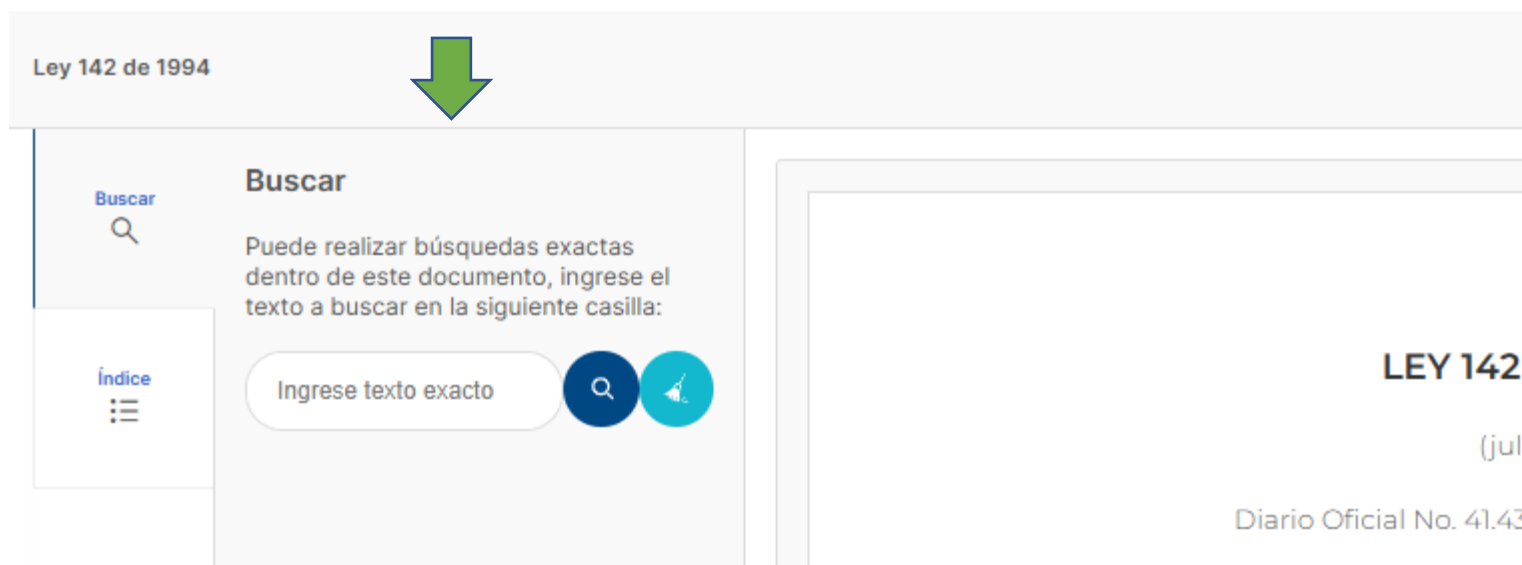 Ley 142 de 1994
Buscar
Buscar
Puede realizar búsquedas exactas
dentro de este documento, ingrese el
texto a buscar en la siguiente casilla:
Ingrese texto exacto
Índice
LEY 142
(jul
Diario Oficial No. 41.43